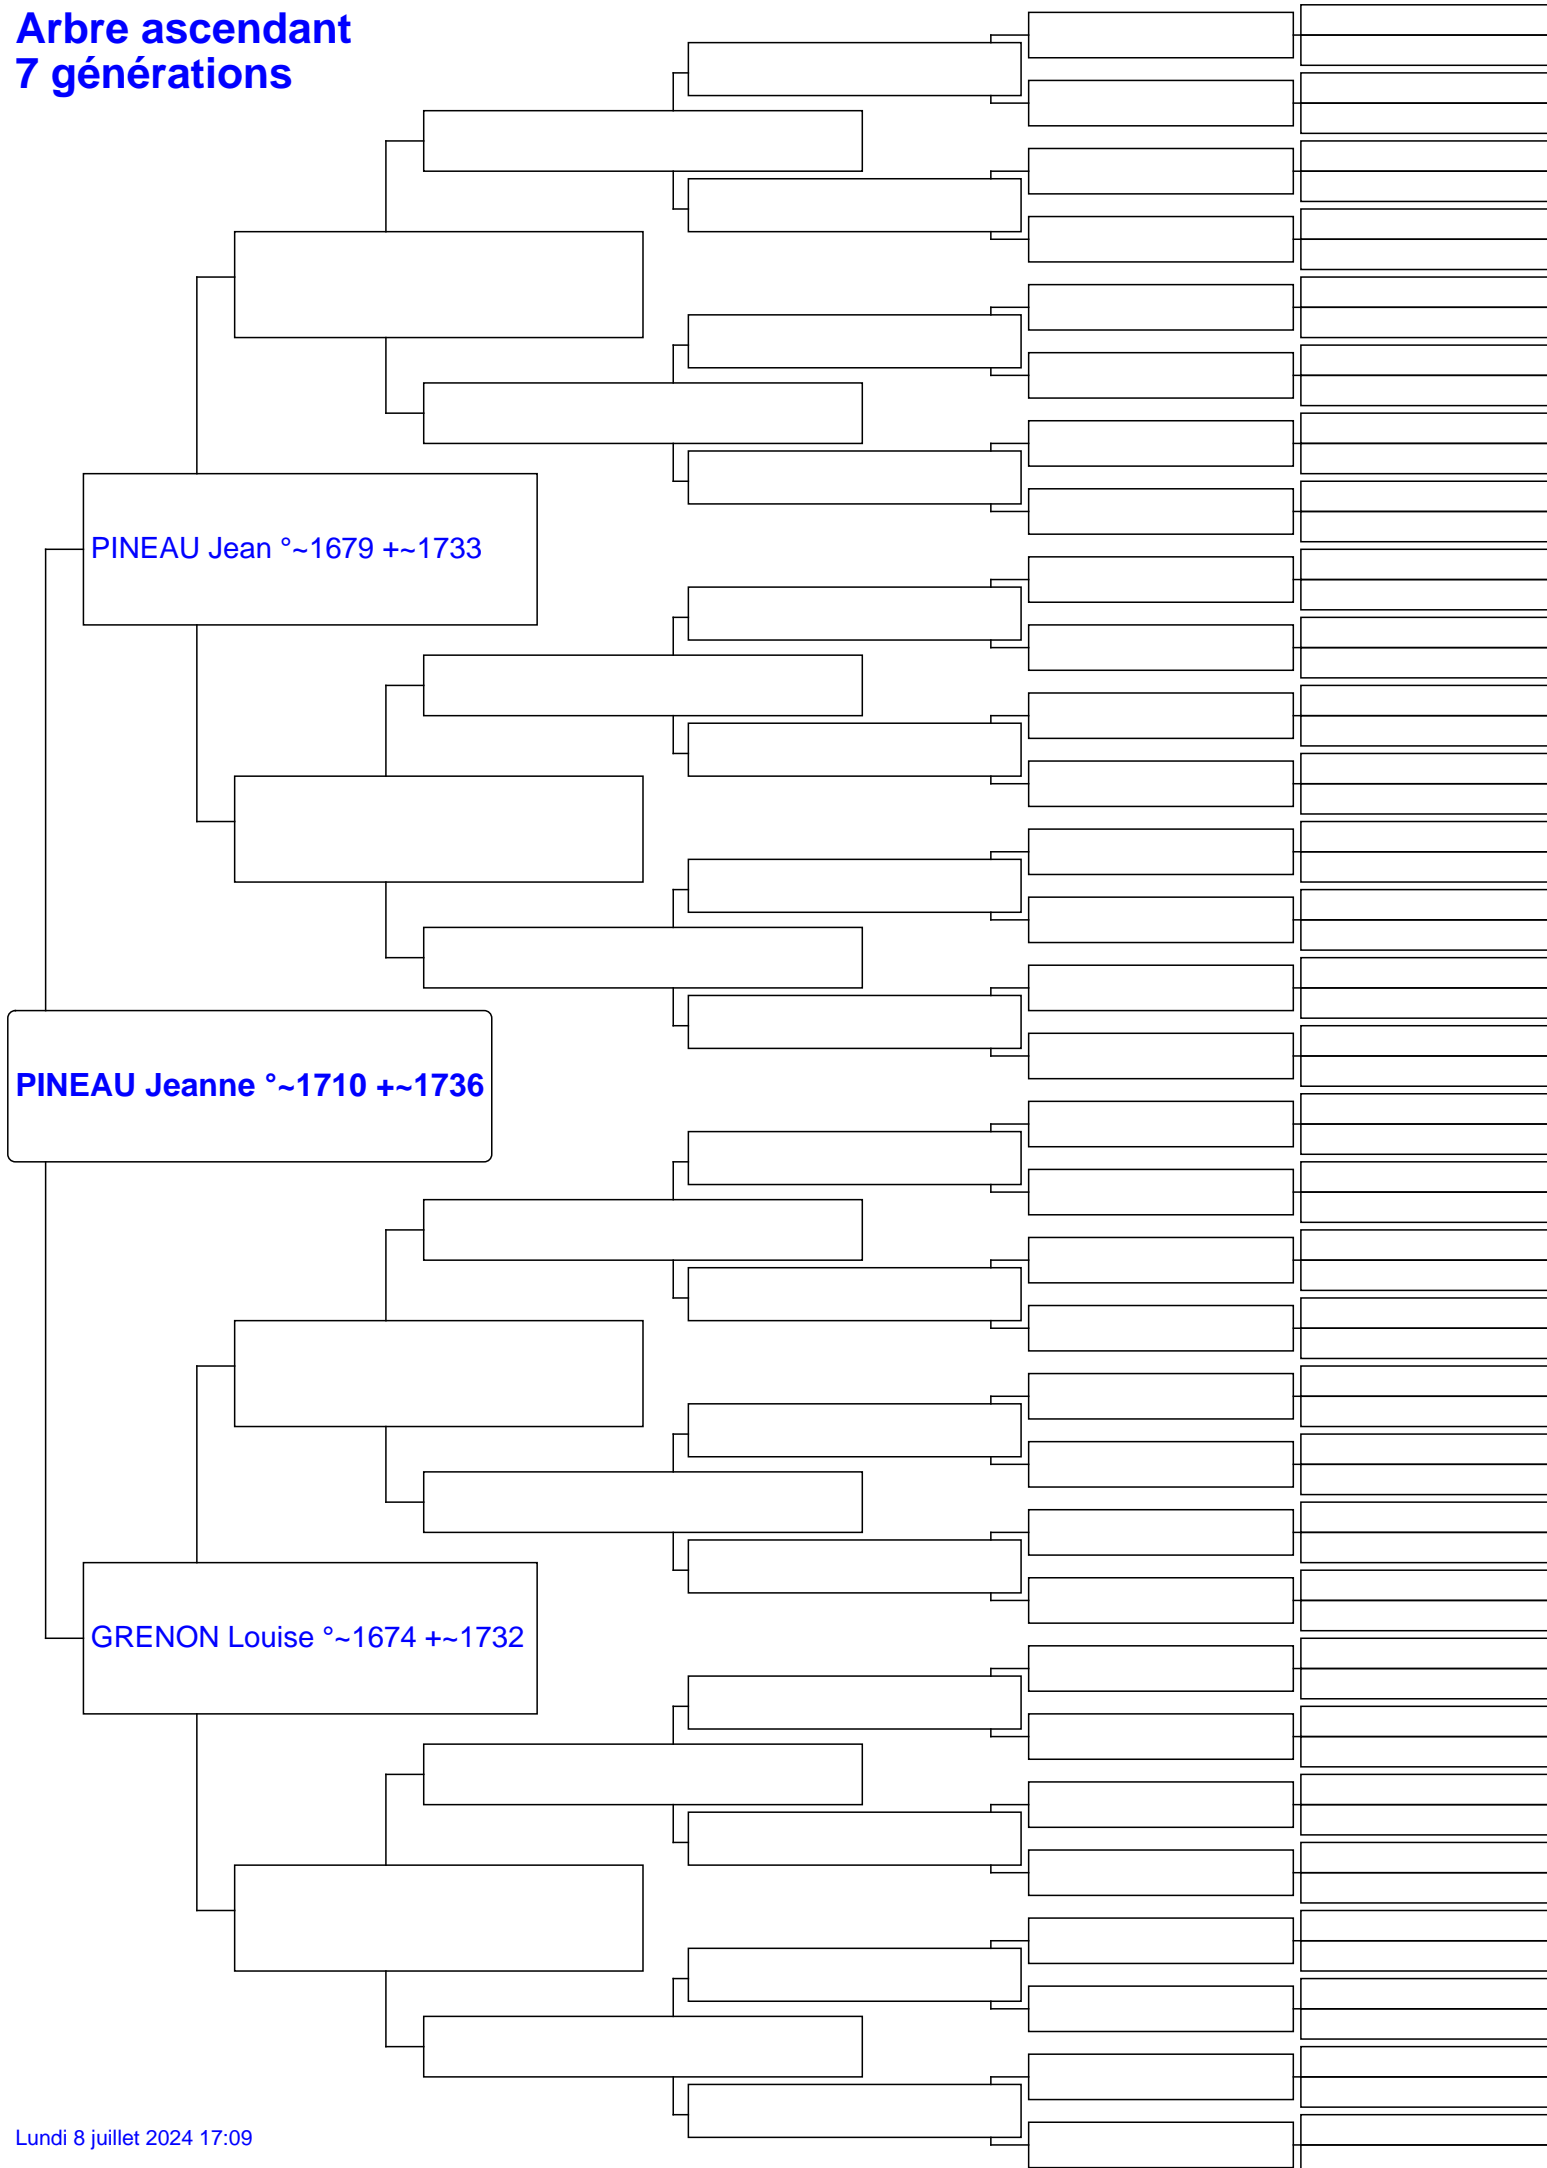 Arbre ascendant
7 générations
PINEAU Jean °~1679 +~1733
PINEAU Jeanne °~1710 +~1736
GRENON Louise °~1674 +~1732
Lundi 8 juillet 2024 17:09